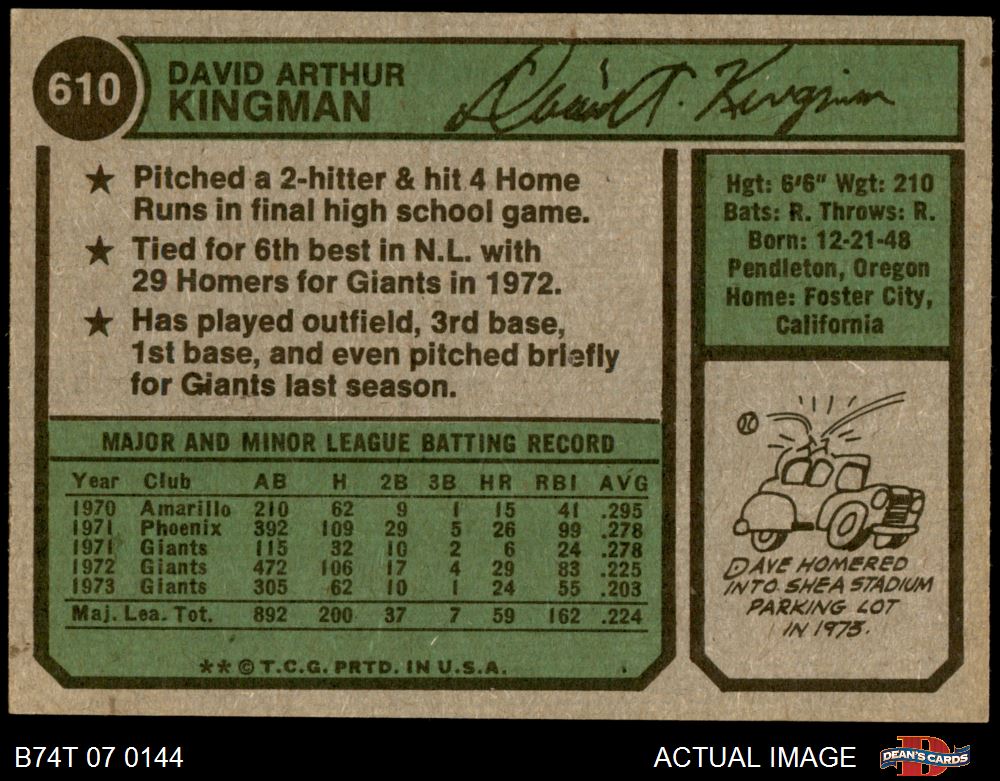 610
DAVID ARTHUR
KINGMAN
David A. Kingman
★ Pitched a 2-hitter & hit 4 Home
Runs in final high school game.
★ Tied for 6th best in N.L. with
29 Homers for Giants in 1972.
★ Has played outfield, 3rd base,
1st base, and even pitched briefly
for Giants last season.
Hgt: 6'6" Wgt: 210
Bats: R. Throws: R.
Born: 12-21-48
Pendleton, Oregon
Home: Foster City,
California
MAJOR AND MINOR LEAGUE BATTING RECORD
Year Club AB H 2B 3B HR RBI AVG
1970 Amarillo 210 62 9 1 15 41 .295
1971 Phoenix 392 109 29 5 26 99 .278
1971 Giants 115 32 10 2 6 24 .278
1972 Giants 472 106 17 4 29 83 .225
1973 Giants 305 62 10 1 24 55 .203
Maj. Lea. Tot. 892 200 37 7 59 162 .224
**© T.C.G. PRTD. IN U.S.A.
DAVE HOMERED
INTO SHEA STADIUM
PARKING LOT
IN 1973.
B74T 07 0144
ACTUAL IMAGE
DEAN'S CARDS